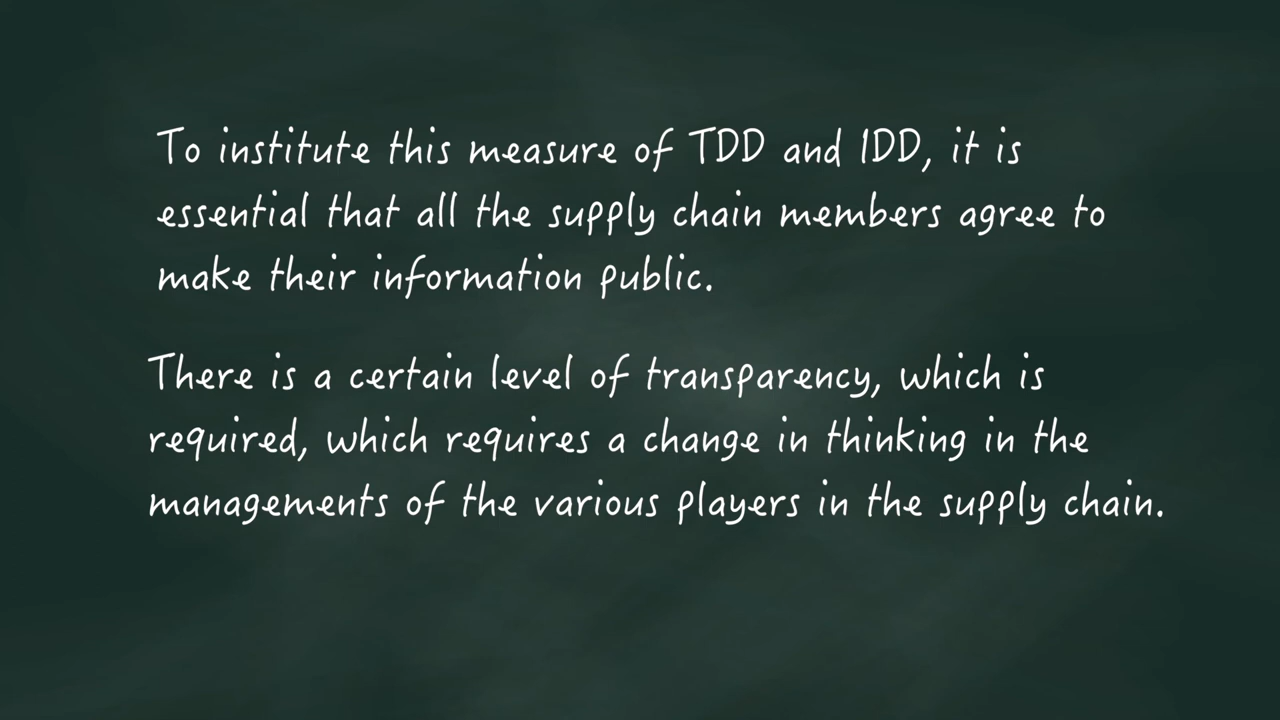 To institute this measure of TDD and IDD, it is
essential that all the supply chain members agree to
make their information public.
There is a certain level of transparency, which is
required, which requires a change in thinking in the
managements of the various players in the supply chain.